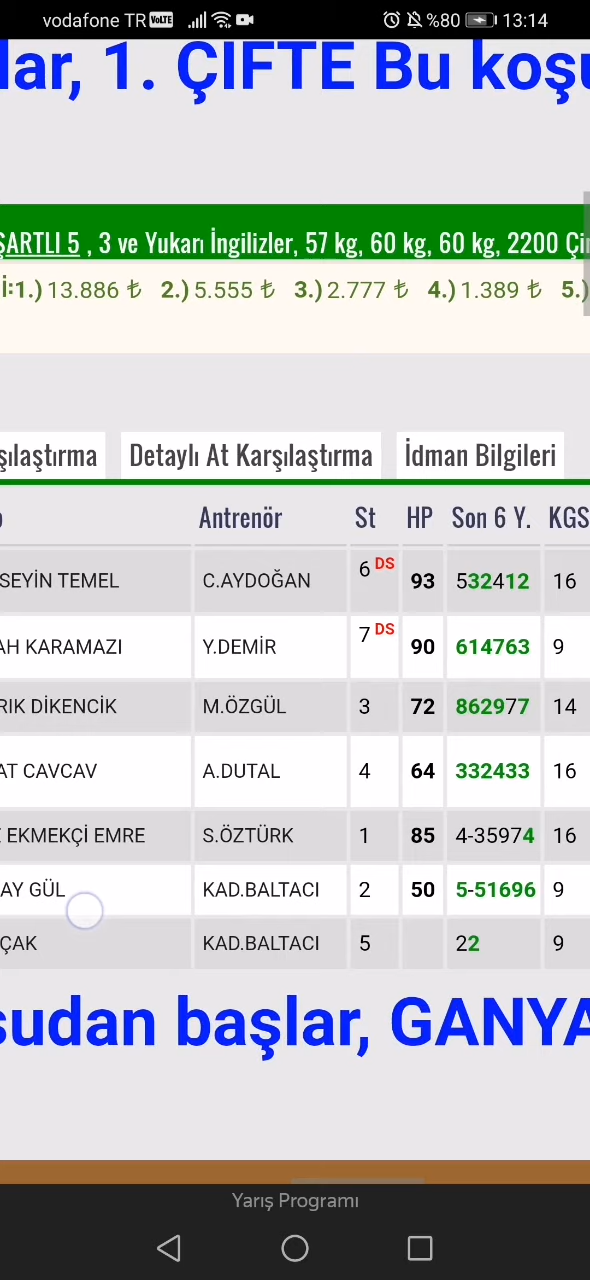 vodafone TR VoLTE %80 13:14
lar, 1. ÇİFTE Bu koşu
ŞARTLI 5 , 3 ve Yukarı İngilizler, 57 kg, 60 kg, 60 kg, 2200 Çi
İ:1.) 13.886 ₺ 2.) 5.555 ₺ 3.) 2.777 ₺ 4.) 1.389 ₺ 5.)
şılaştırma Detaylı At Karşılaştırma İdman Bilgileri
Antrenör St HP Son 6 Y. KGS
SEYİN TEMEL C.AYDOĞAN 6 DS 93 532412 16
AH KARAMAZI Y.DEMİR 7 DS 90 614763 9
RIK DİKENCİK M.ÖZGÜL 3 72 862977 14
AT CAVCAV A.DUTAL 4 64 332433 16
EKMEKÇİ EMRE S.ÖZTÜRK 1 85 4-35974 16
AY GÜL KAD.BALTACI 2 50 5-51696 9
ÇAK KAD.BALTACI 5 22 9
sudan başlar, GANYA
Yarış Programı